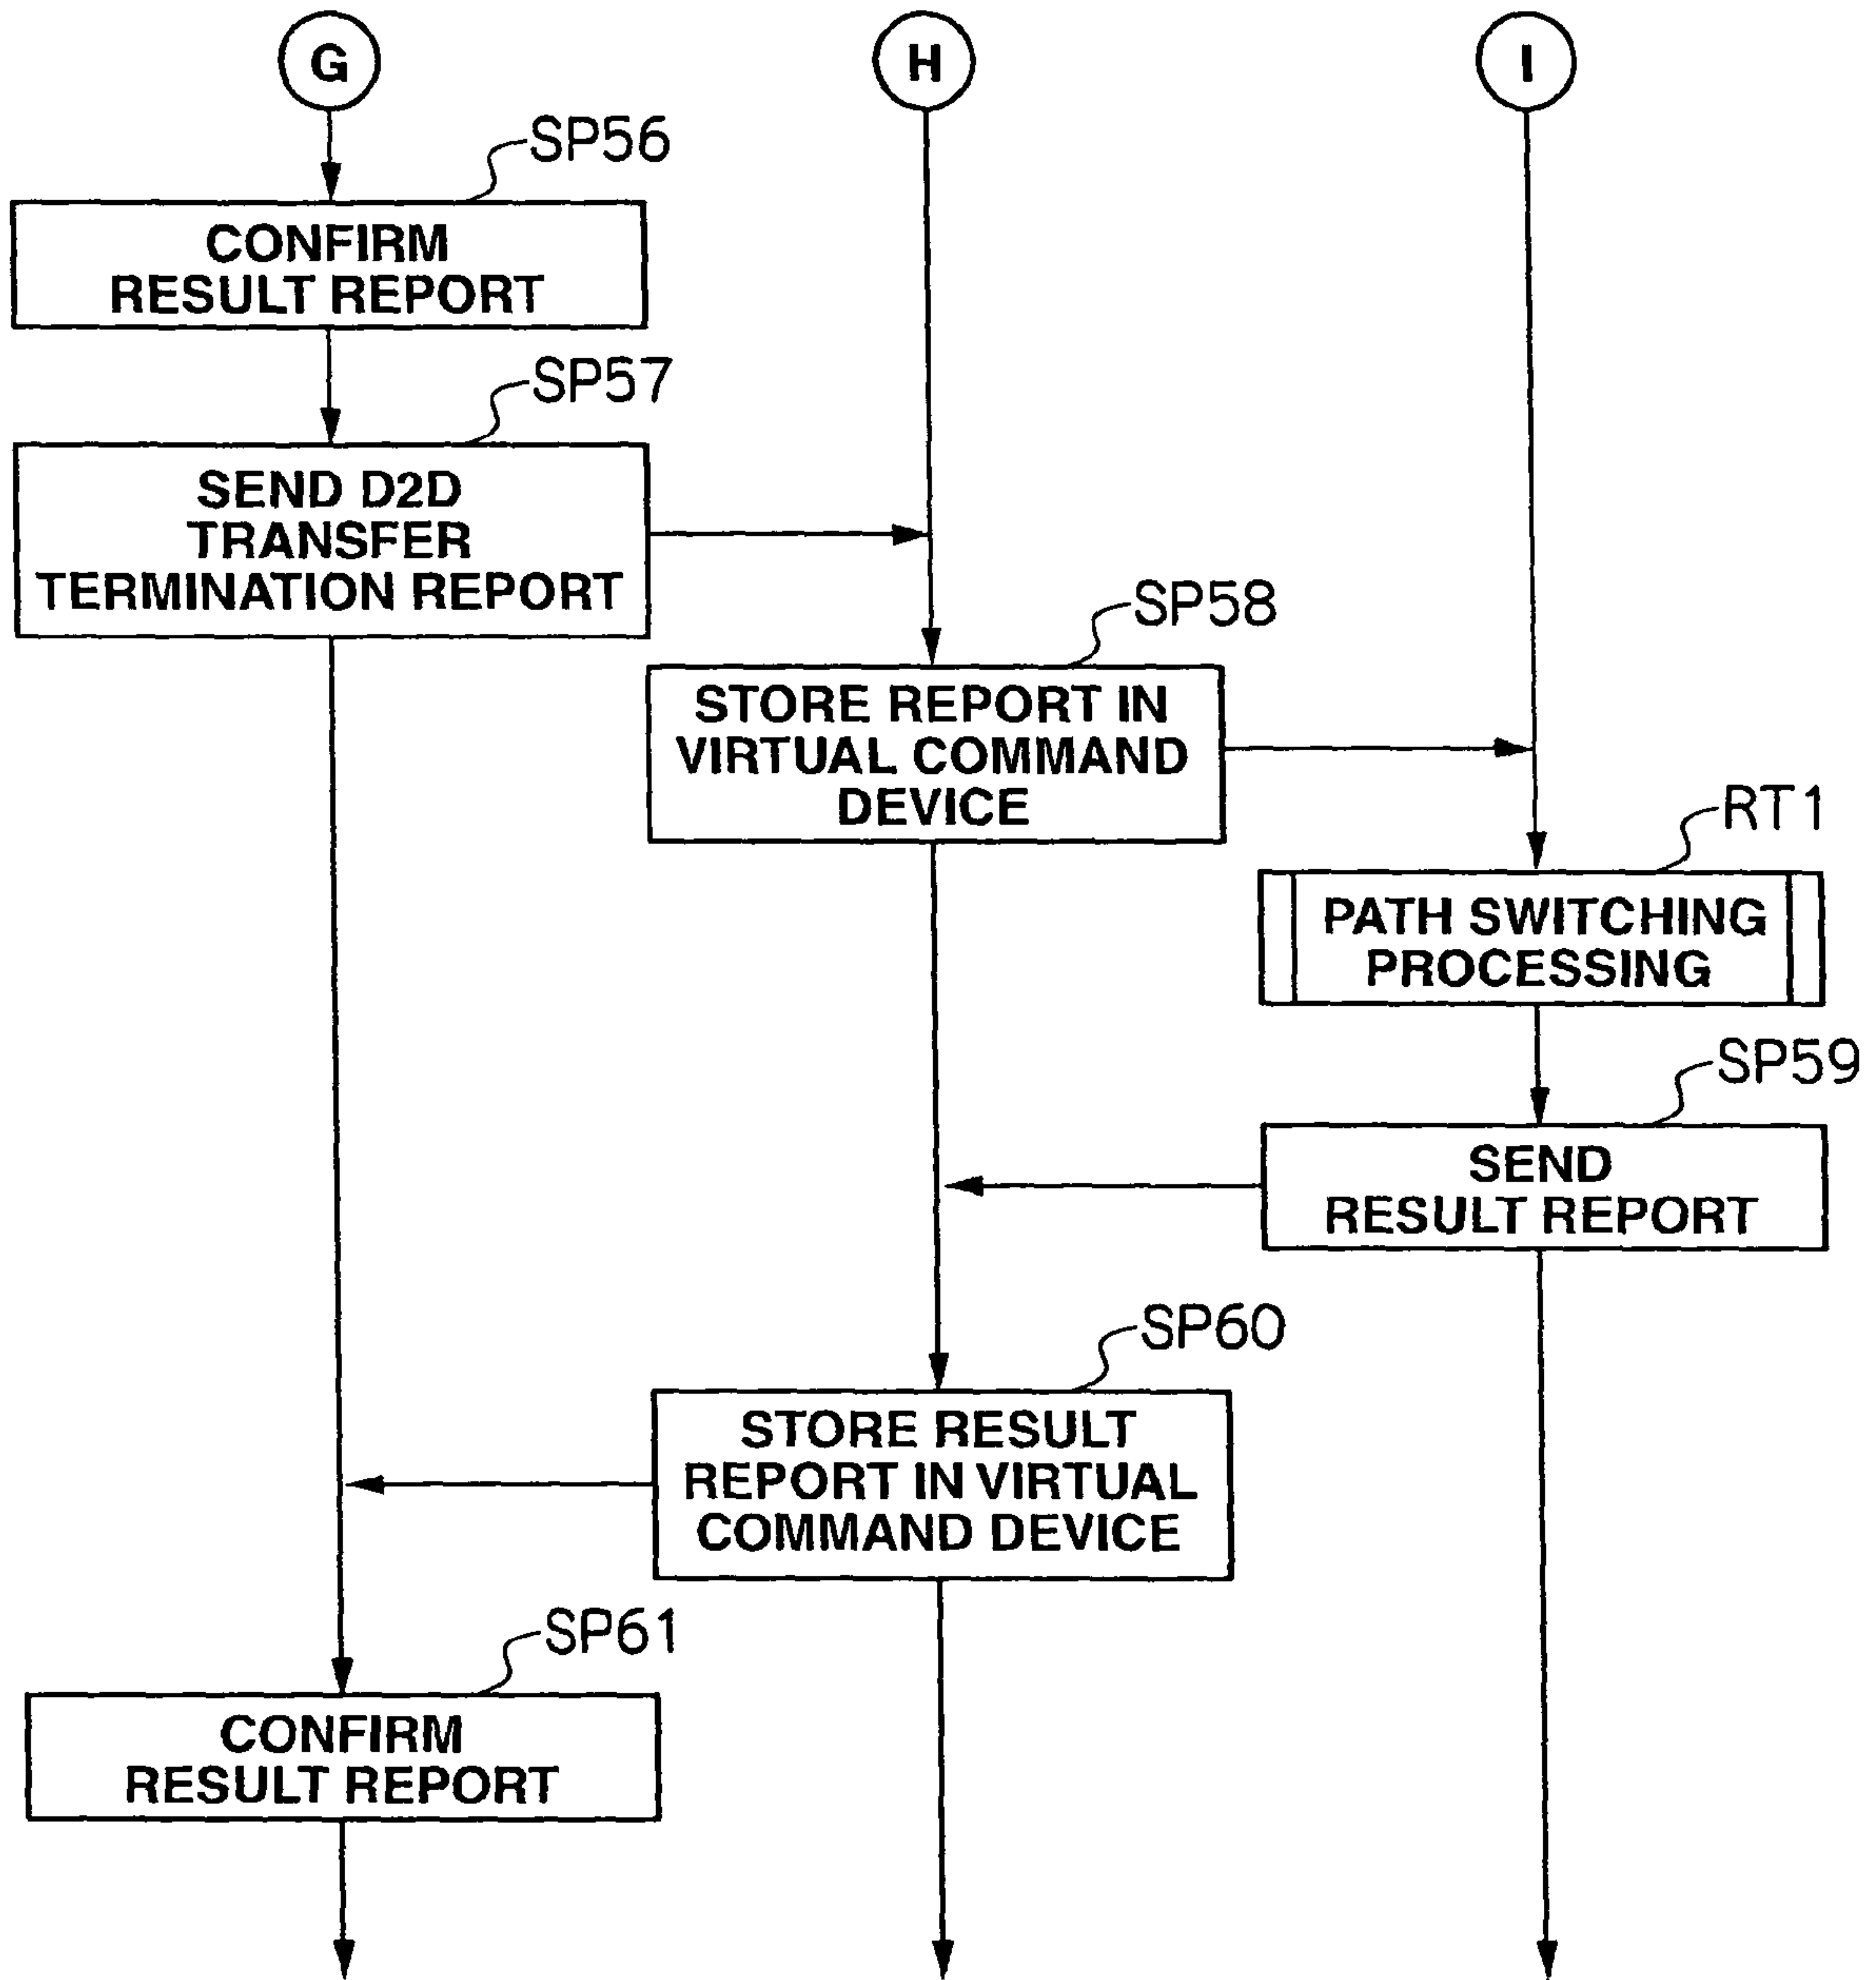 G
H
I
SP56
CONFIRM
RESULT REPORT
SP57
SEND D2D
TRANSFER
TERMINATION REPORT
SP58
STORE REPORT IN
VIRTUAL COMMAND
DEVICE
RT1
PATH SWITCHING
PROCESSING
SP59
SEND
RESULT REPORT
SP60
STORE RESULT
REPORT IN VIRTUAL
COMMAND DEVICE
SP61
CONFIRM
RESULT REPORT